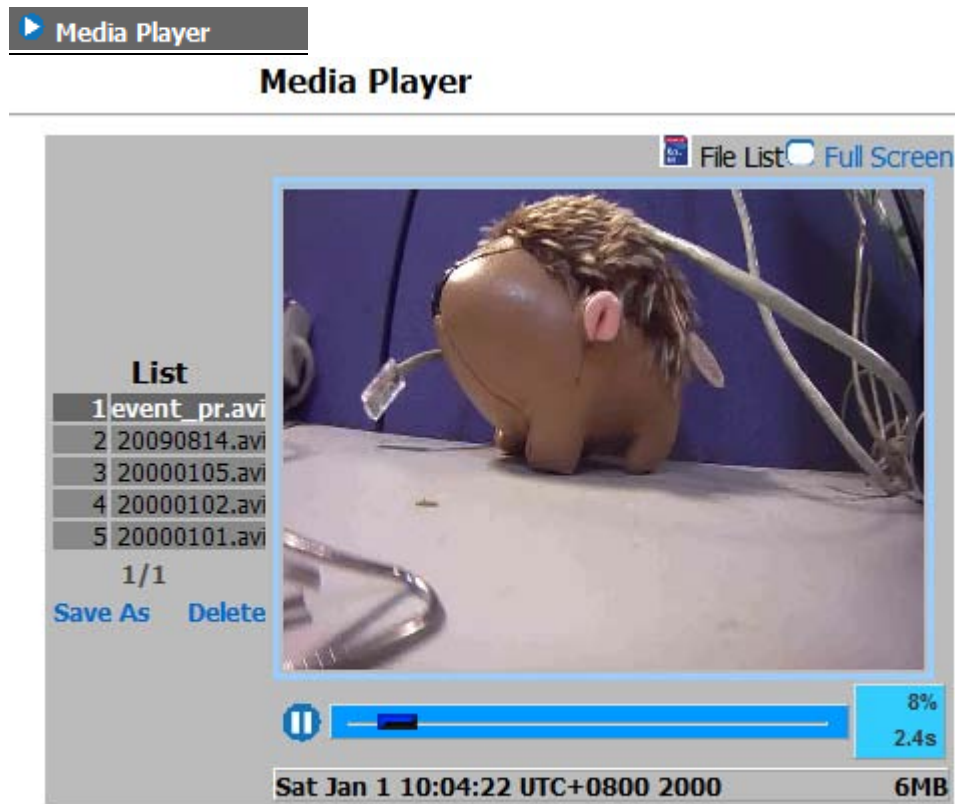 Media Player
Media Player
File List Full Screen
List
1 event_pr.avi
2 20090814.avi
3 20000105.avi
4 20000102.avi
5 20000101.avi
1/1
Save As Delete
8%
2.4s
Sat Jan 1 10:04:22 UTC+0800 2000 6MB